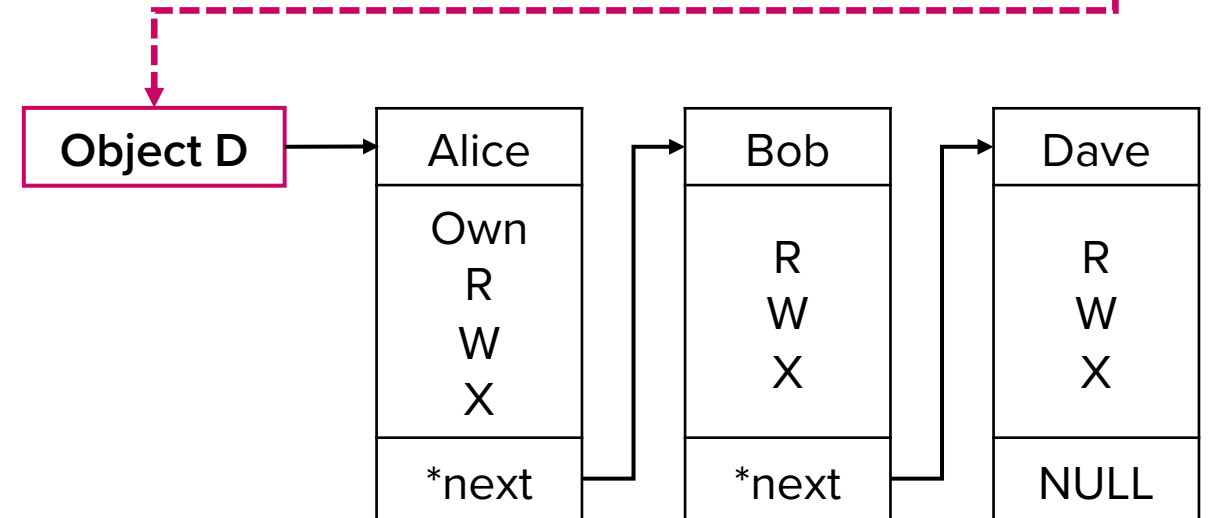 Object D
Alice
Own
R
W
X
*next
Bob
R
W
X
*next
Dave
R
W
X
NULL